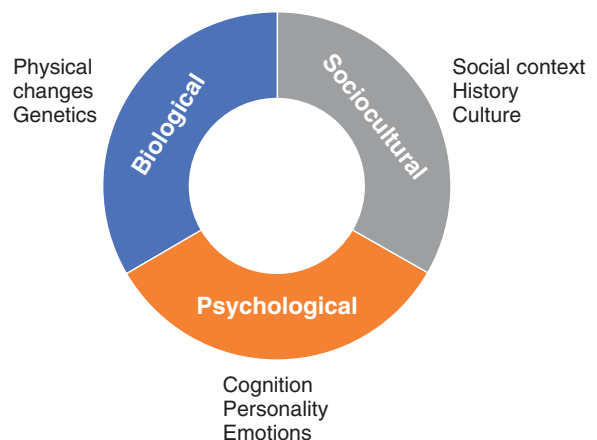 Physical
changes
Genetics
Biological
Sociocultural
Social context
History
Culture
Psychological
Cognition
Personality
Emotions